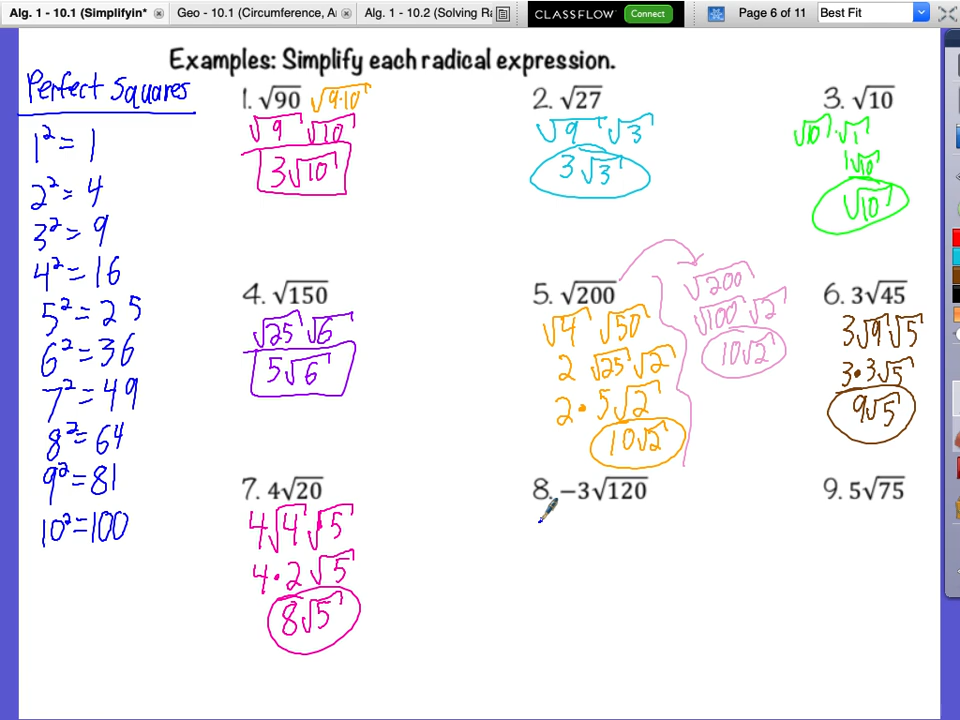 Alg. 1 - 10.1 (Simplifyin*
Geo - 10.1 (Circumference, A
Alg. 1 - 10.2 (Solving Ra
CLASSFLOW
Connect
Page 6 of 11
Best Fit
Examples: Simplify each radical expression.
Perfect Squares
1² = 1
2² = 4
3² = 9
4² = 16
5² = 25
6² = 36
7² = 49
8² = 64
9² = 81
10² = 100
1. √90 √9·10
√9 √10
3√10
2. √27
√9 √3
3√3
3. √10
√10 · √1
1√10
√10
4. √150
√25 √6
5√6
5. √200
√4 √50
2 √25 √2
2 · 5√2
10√2
√200
√100 √2
10√2
6. 3√45
3√9 √5
3 · 3√5
9√5
7. 4√20
4√4 √5
4 · 2√5
8√5
8. −3√120
9. 5√75